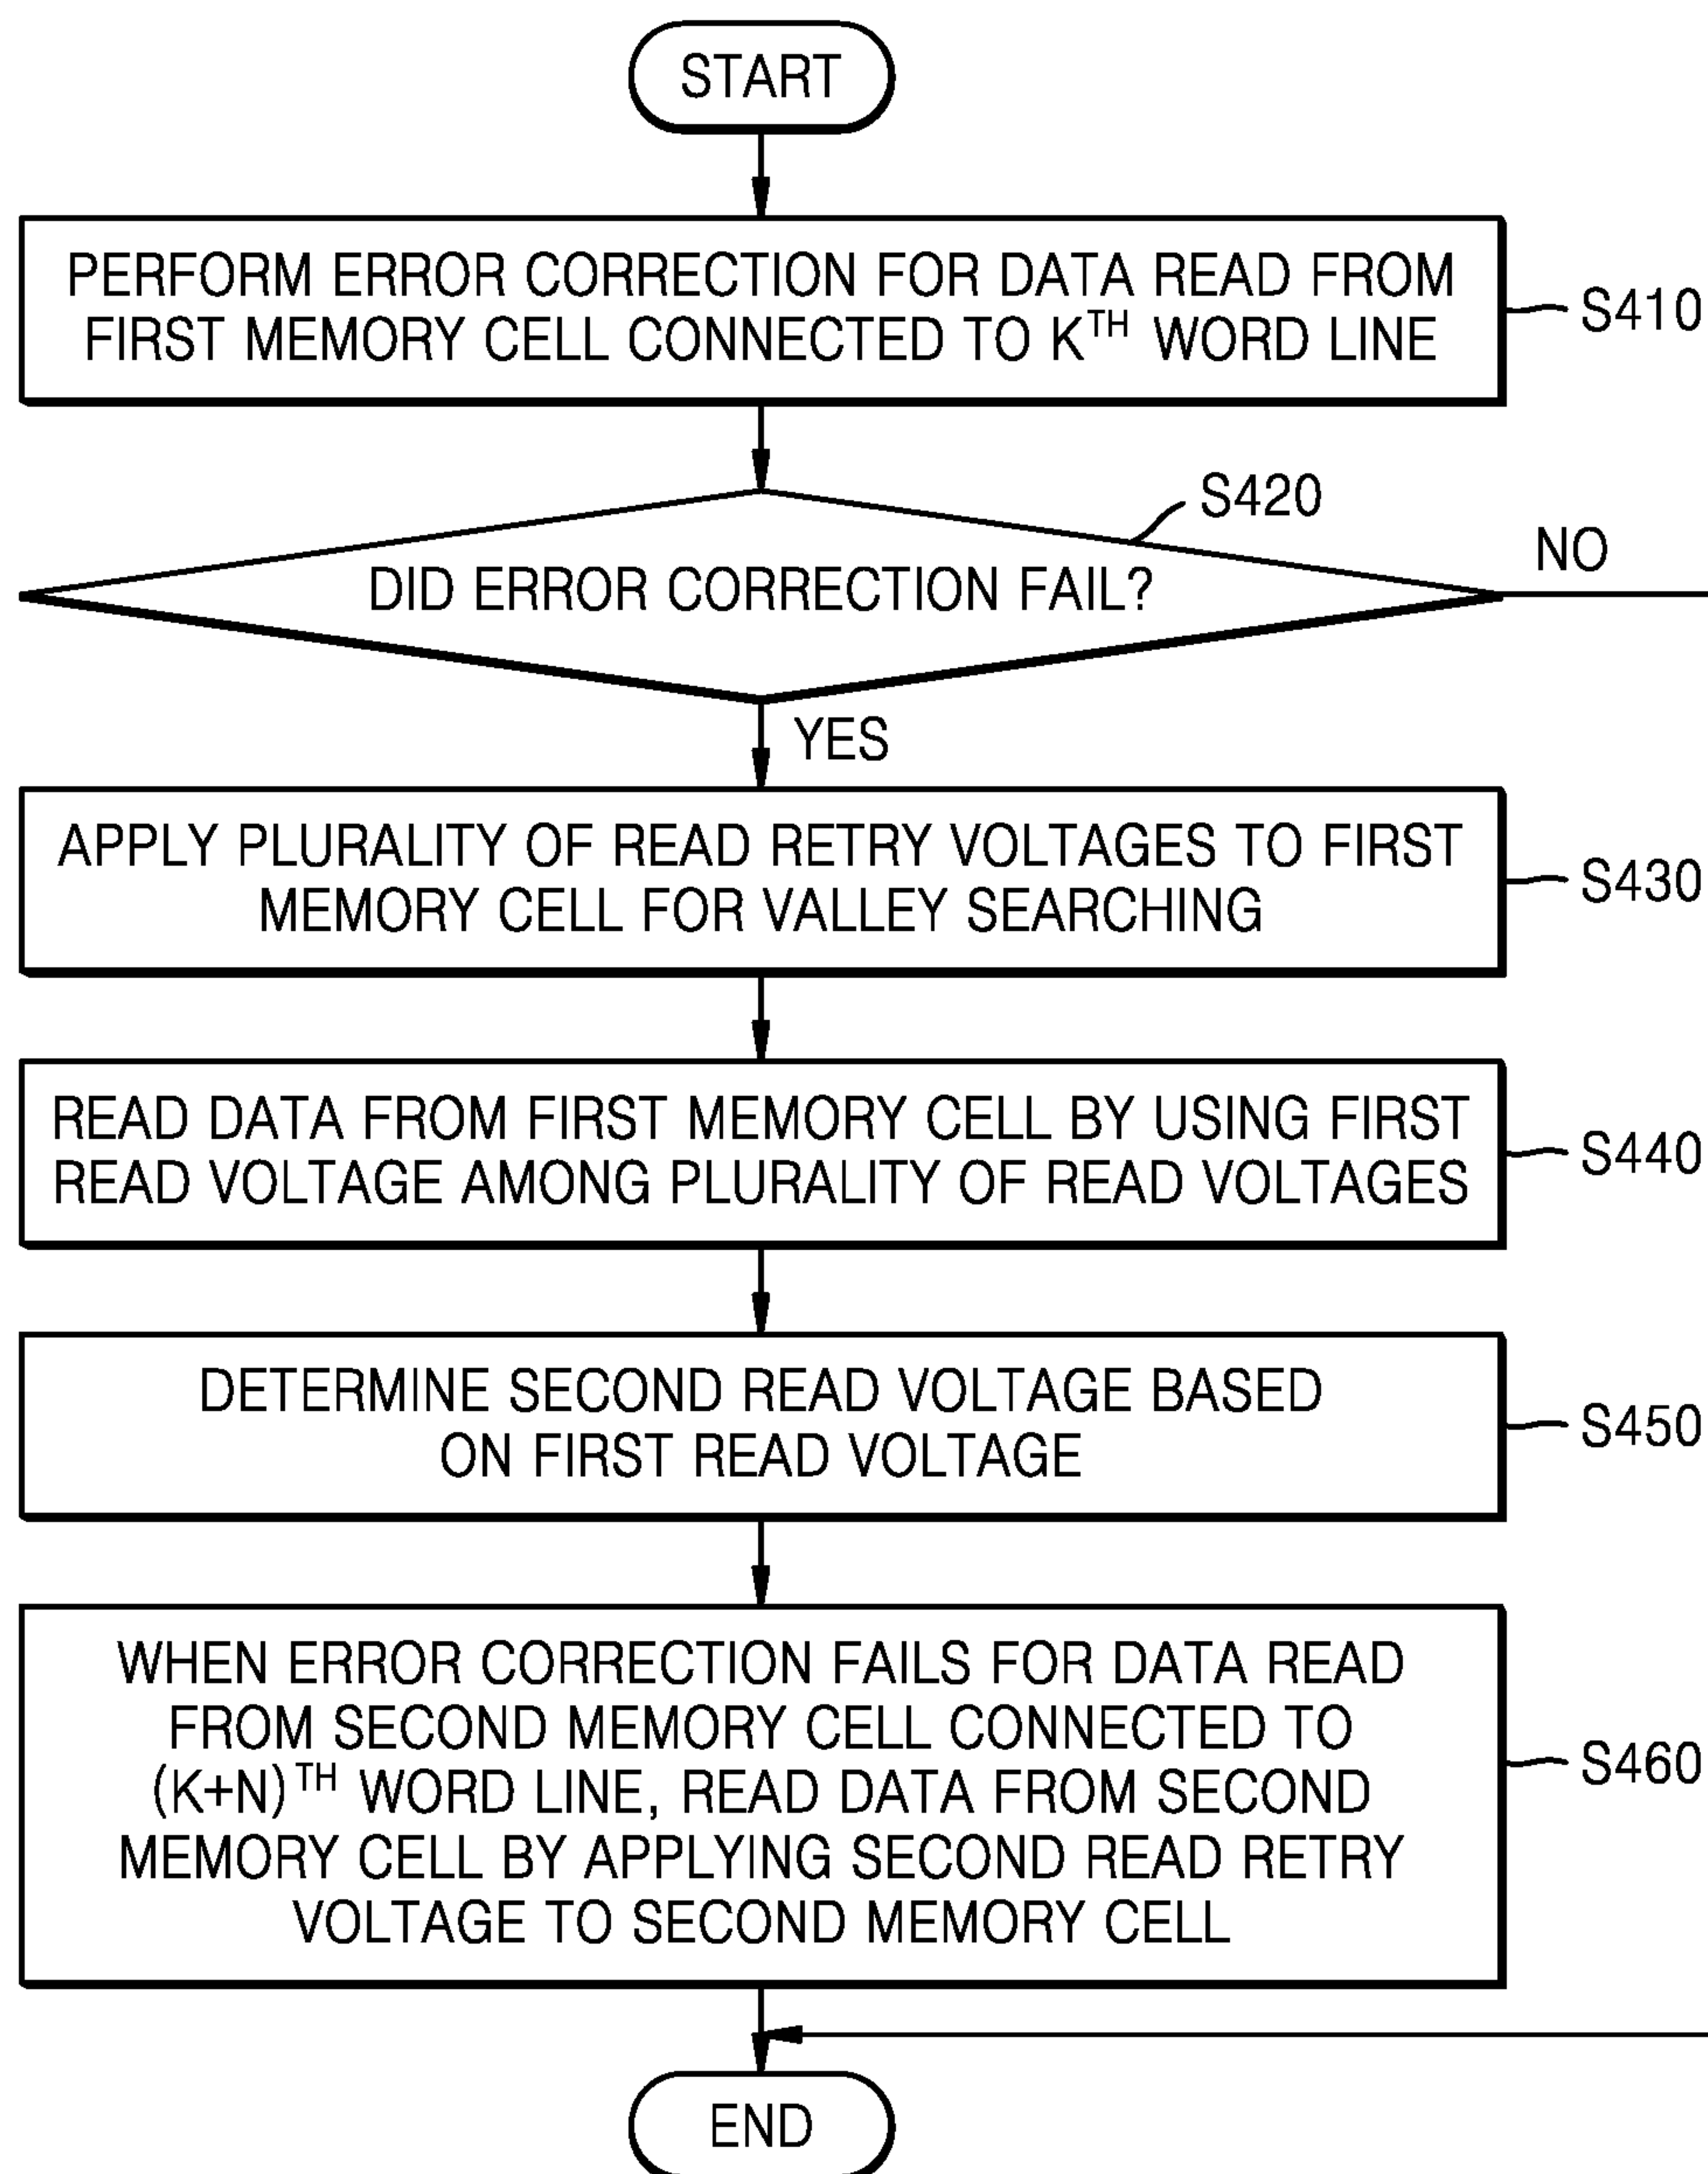 START
PERFORM ERROR CORRECTION FOR DATA READ FROM
FIRST MEMORY CELL CONNECTED TO Kᵀᴴ WORD LINE
S410
S420
DID ERROR CORRECTION FAIL?
NO
YES
APPLY PLURALITY OF READ RETRY VOLTAGES TO FIRST
MEMORY CELL FOR VALLEY SEARCHING
S430
READ DATA FROM FIRST MEMORY CELL BY USING FIRST
READ VOLTAGE AMONG PLURALITY OF READ VOLTAGES
S440
DETERMINE SECOND READ VOLTAGE BASED
ON FIRST READ VOLTAGE
S450
WHEN ERROR CORRECTION FAILS FOR DATA READ
FROM SECOND MEMORY CELL CONNECTED TO
(K+N)ᵀᴴ WORD LINE, READ DATA FROM SECOND
MEMORY CELL BY APPLYING SECOND READ RETRY
VOLTAGE TO SECOND MEMORY CELL
S460
END